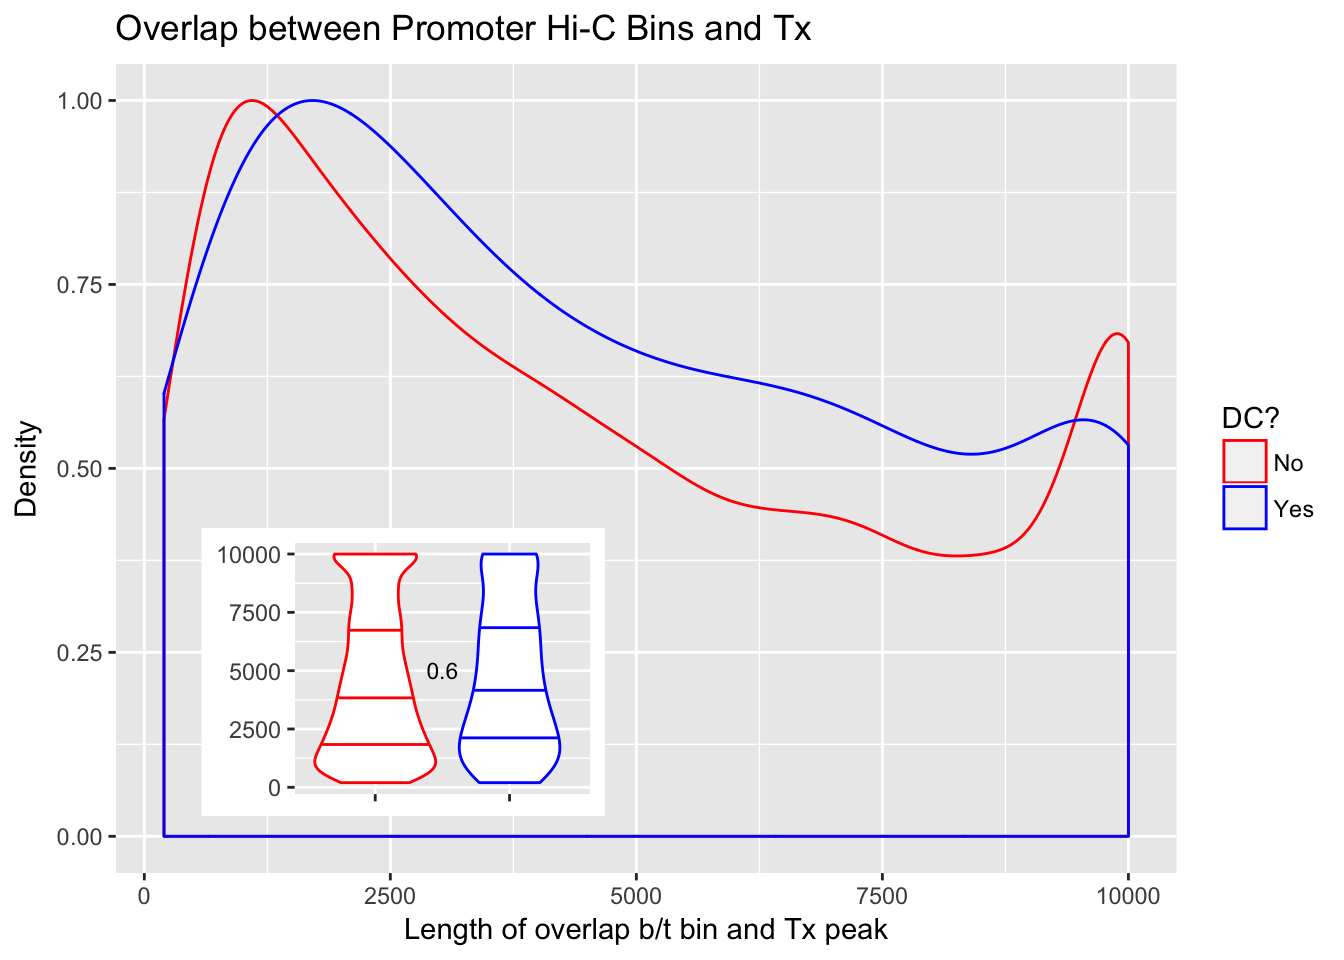 Overlap between Promoter Hi-C Bins and Tx
Density
1.00
0.75
0.50
0.25
0.00
10000
7500
5000
2500
0
0.6
0 2500 5000 7500 10000
Length of overlap b/t bin and Tx peak
DC?
No
Yes